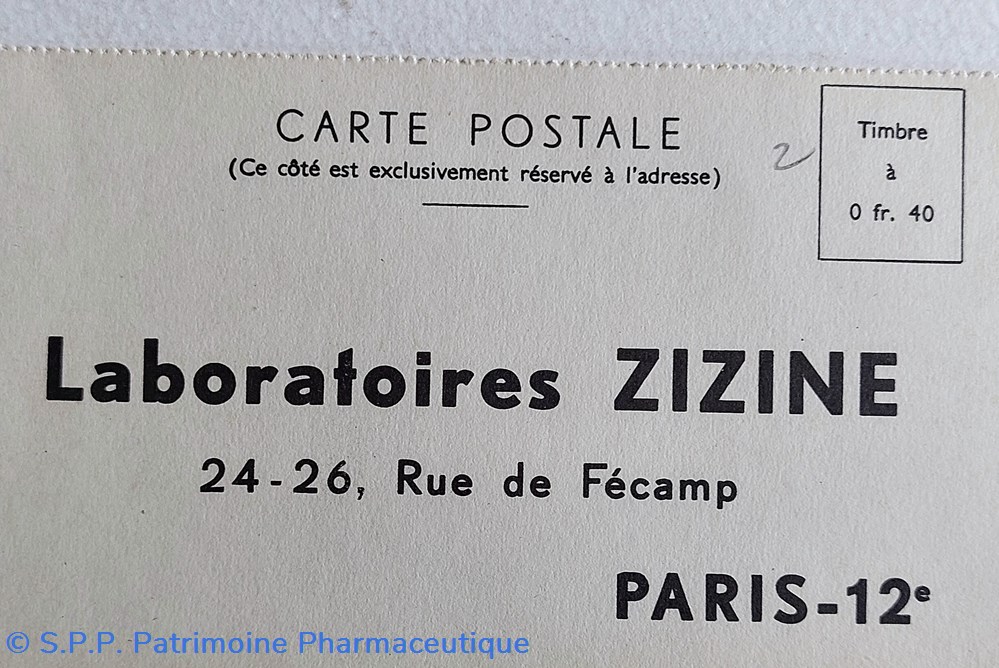 CARTE POSTALE
(Ce côté est exclusivement réservé à l'adresse)
2
Timbre
à
0 fr. 40
Laboratoires ZIZINE
24-26, Rue de Fécamp
PARIS-12e
© S.P.P. Patrimoine Pharmaceutique